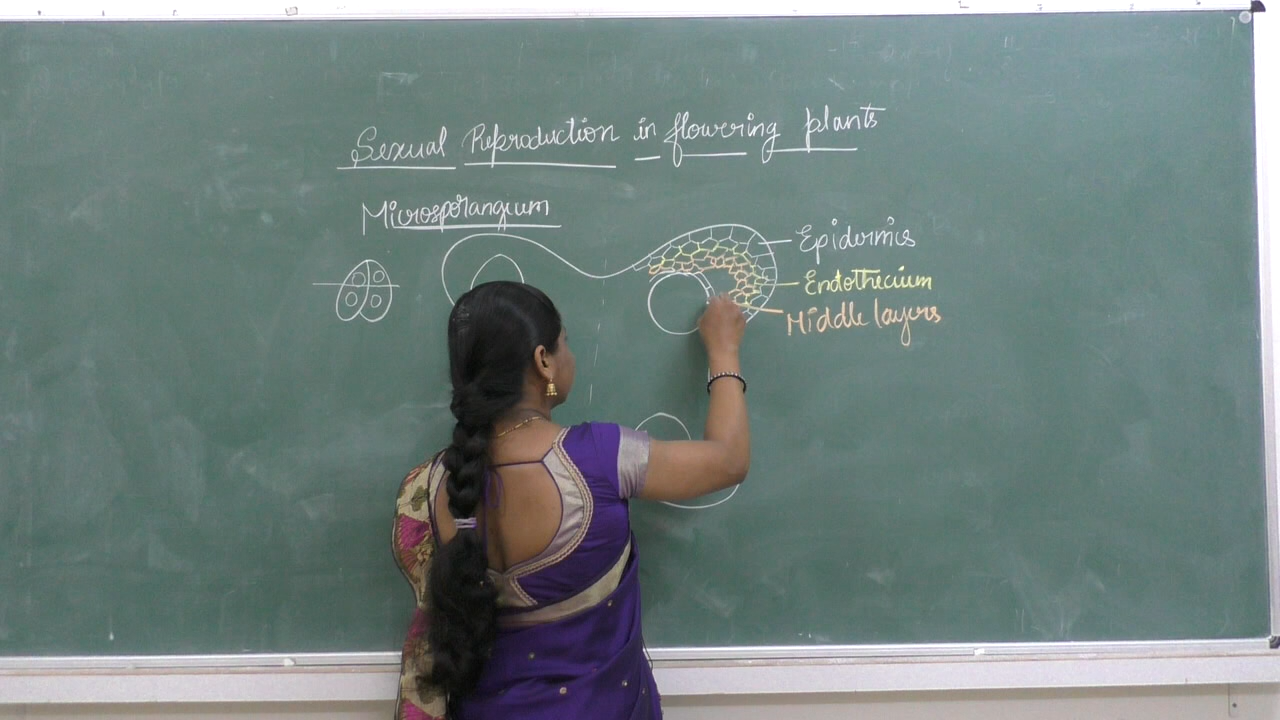 Sexual Reproduction in flowering plants
Microsporangium
Epidermis
Endothecium
Middle layers